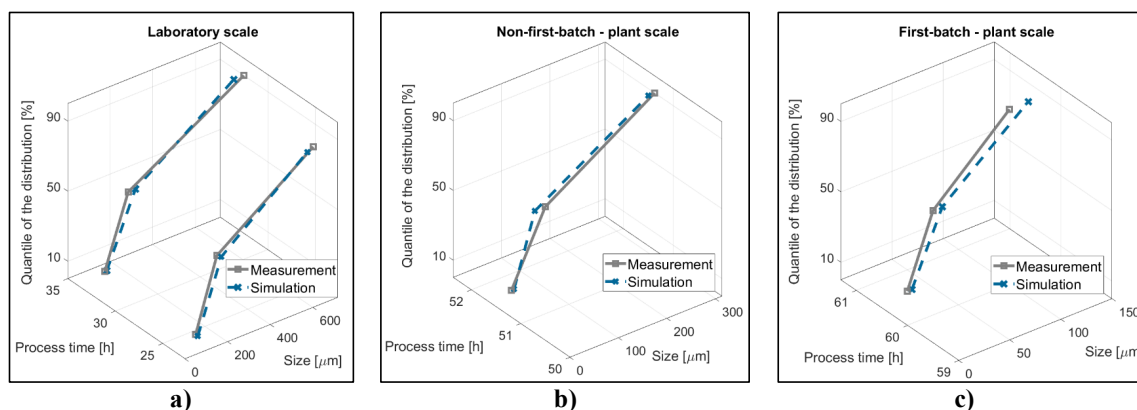 Laboratory scale
Quantile of the distribution [%]
90
50
10
35
30
25
0
200
400
600
Process time [h]
Size [μm]
Measurement
Simulation
a)
Non-first-batch - plant scale
Quantile of the distribution [%]
90
50
10
52
51
50
0
100
200
300
Process time [h]
Size [μm]
Measurement
Simulation
b)
First-batch - plant scale
Quantile of the distribution [%]
90
50
10
61
60
59
0
50
100
150
Process time [h]
Size [μm]
Measurement
Simulation
c)